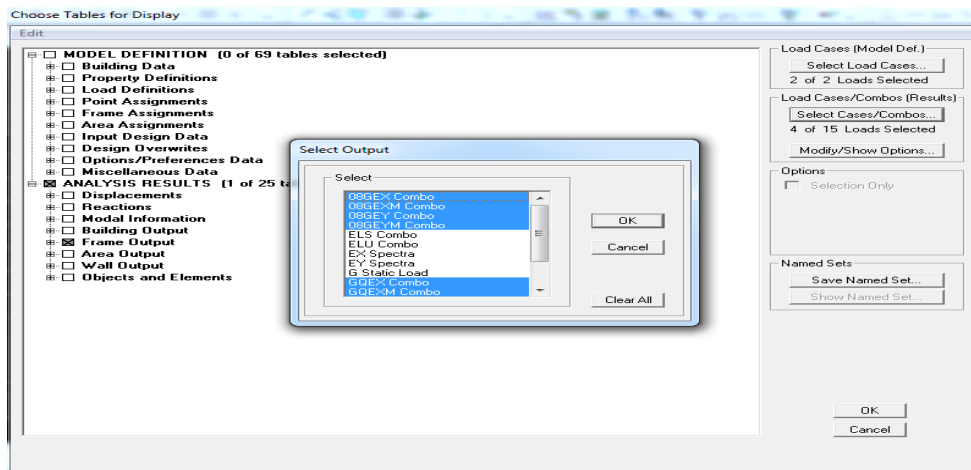 Choose Tables for Display
Edit
MODEL DEFINITION (0 of 69 tables selected)
Building Data
Property Definitions
Load Definitions
Point Assignments
Frame Assignments
Area Assignments
Input Design Data
Design Overwrites
Options/Preferences Data
Miscellaneous Data
ANALYSIS RESULTS (1 of 25 ta
Displacements
Reactions
Modal Information
Building Output
Frame Output
Area Output
Wall Output
Objects and Elements
Select Output
Select
08GEX Combo
08GEXM Combo
08GEY Combo
08GEYM Combo
ELS Combo
ELU Combo
EX Spectra
EY Spectra
G Static Load
GQEX Combo
GQEXM Combo
OK
Cancel
Clear All
Load Cases (Model Def.)
Select Load Cases...
2 of 2 Loads Selected
Load Cases/Combos (Results)
Select Cases/Combos...
4 of 15 Loads Selected
Modify/Show Options...
Options
Selection Only
Named Sets
Save Named Set...
Show Named Set...
OK
Cancel